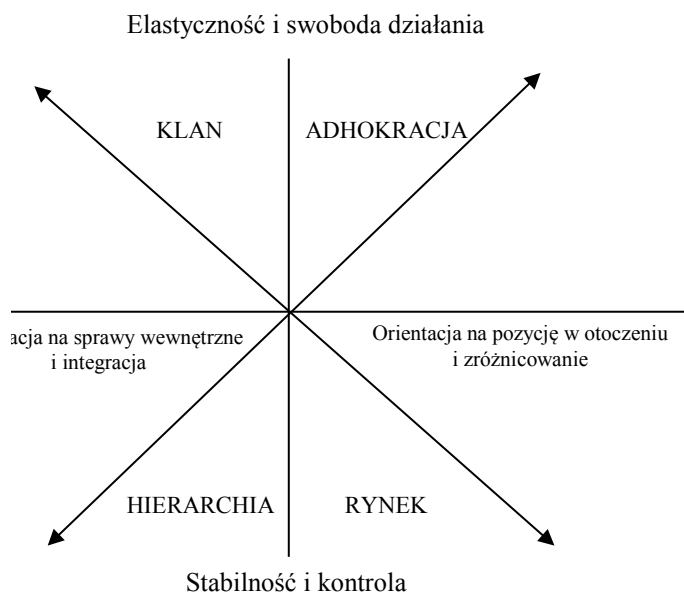 Elastyczność i swoboda działania
KLAN ADHOKRACJA
acja na sprawy wewnętrzne
i integracja
Orientacja na pozycję w otoczeniu
i zróżnicowanie
HIERARCHIA RYNEK
Stabilność i kontrola